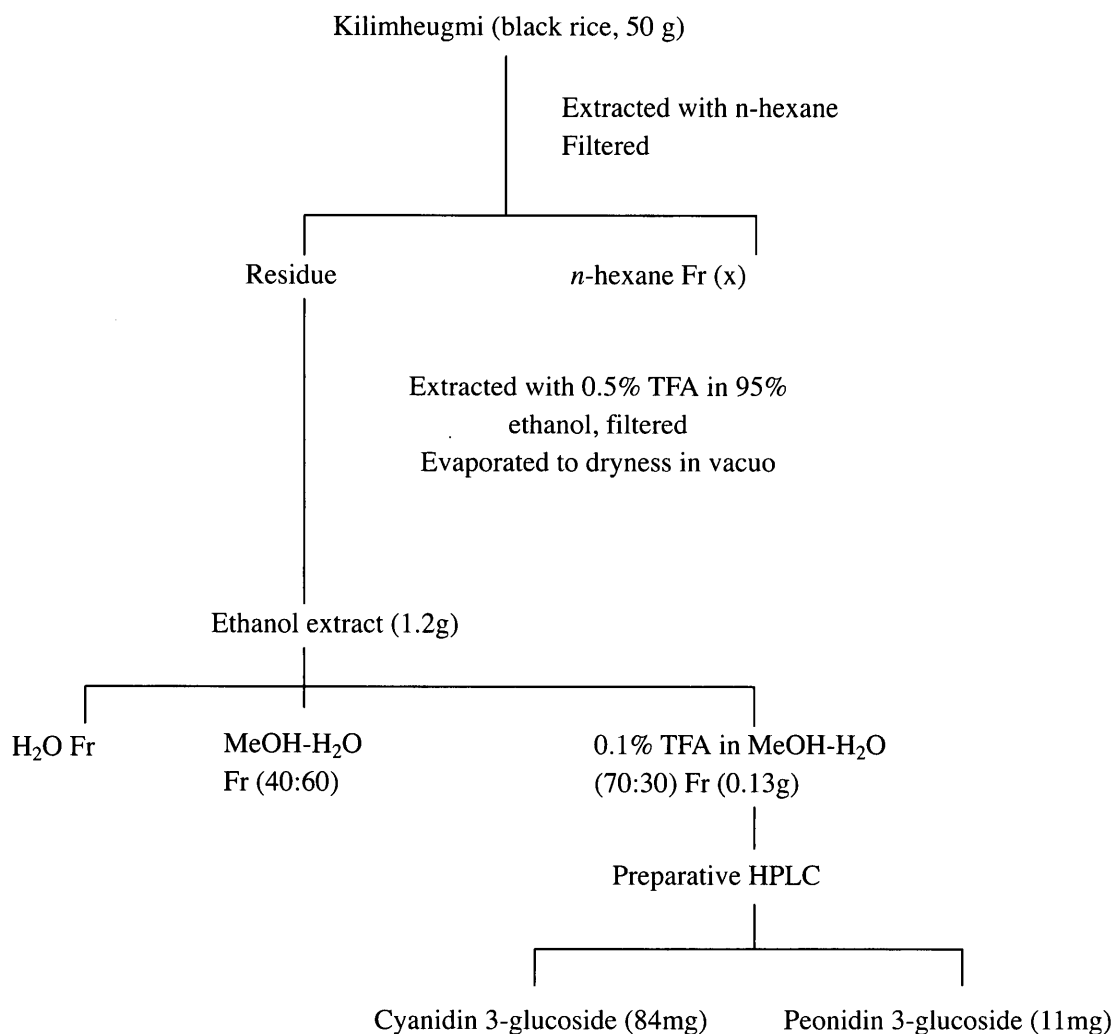 Kilimheugmi (black rice, 50 g)
Extracted with n-hexane
Filtered
Residue
n-hexane Fr (x)
Extracted with 0.5% TFA in 95%
ethanol, filtered
Evaporated to dryness in vacuo
Ethanol extract (1.2g)
H₂O Fr
MeOH-H₂O
Fr (40:60)
0.1% TFA in MeOH-H₂O
(70:30) Fr (0.13g)
Preparative HPLC
Cyanidin 3-glucoside (84mg)
Peonidin 3-glucoside (11mg)